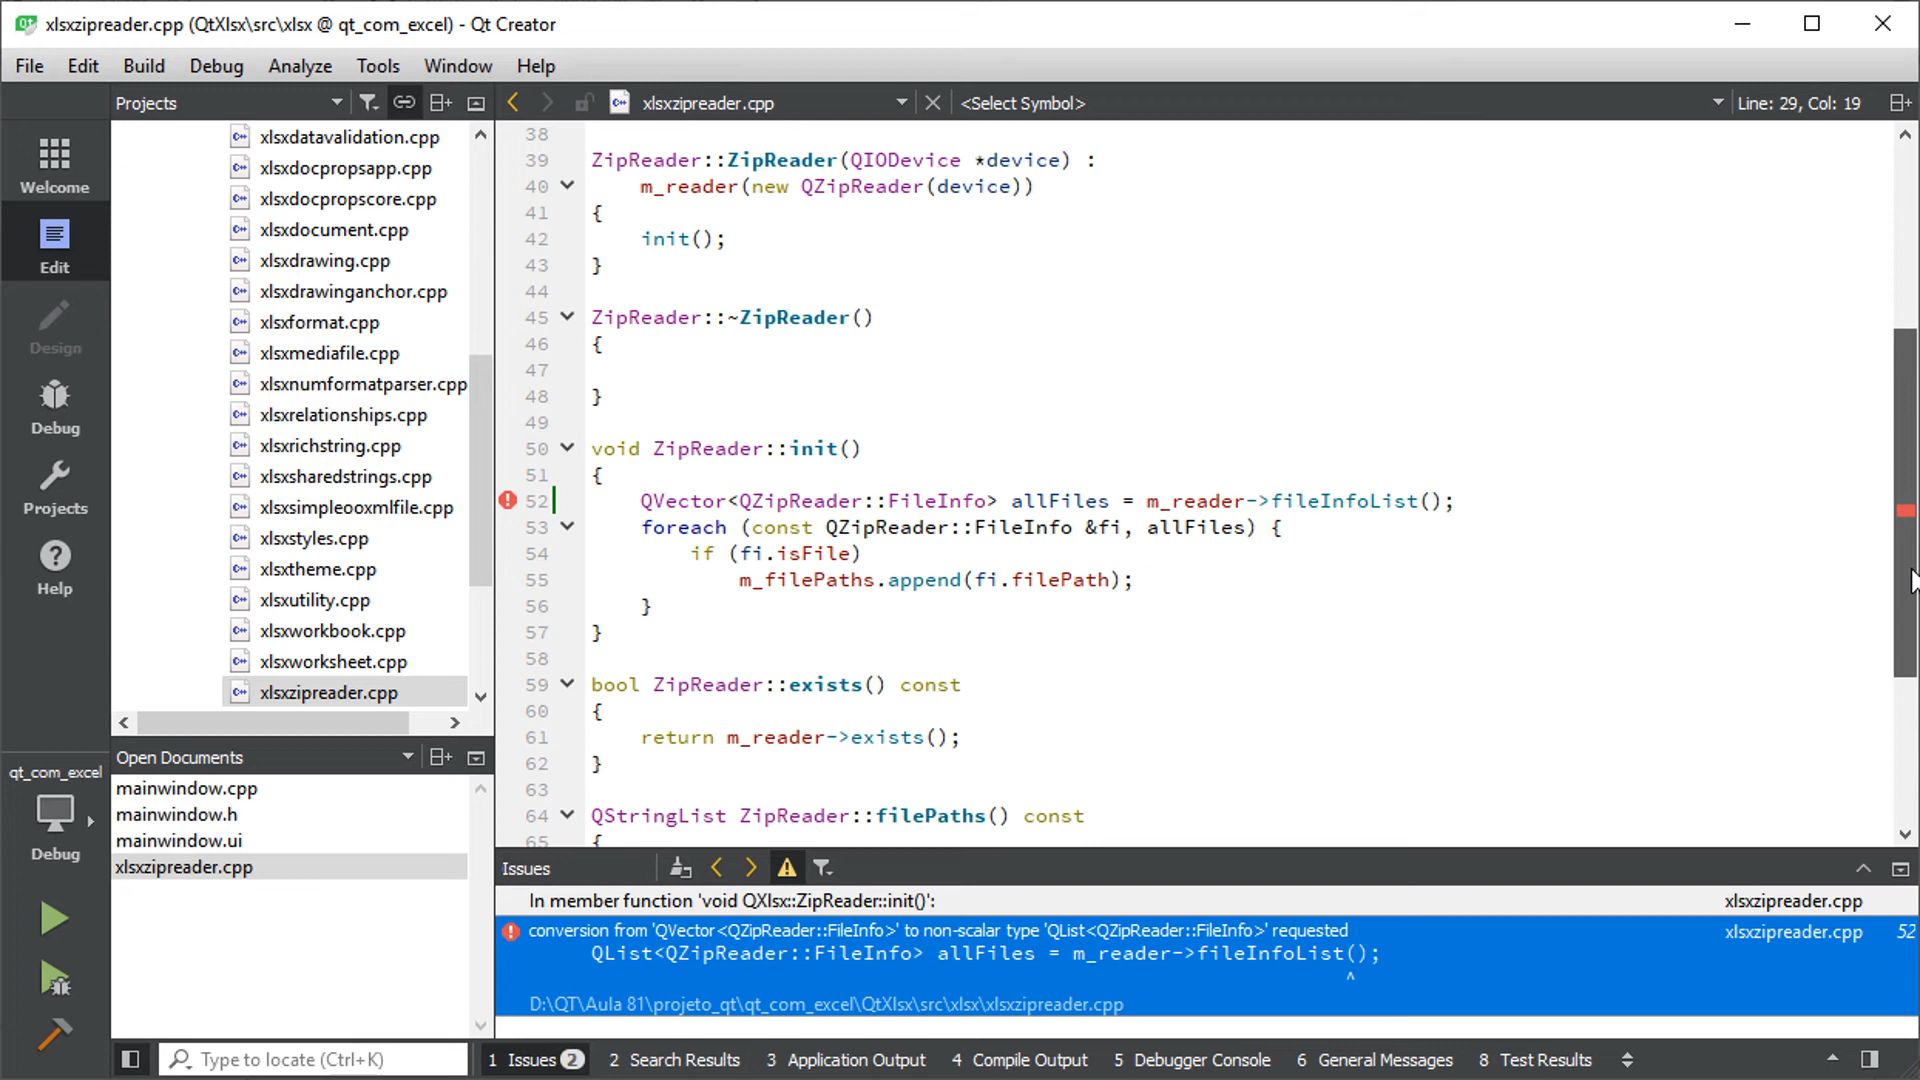 xlsxzipreader.cpp (QtXlsx\src\xlsx @ qt_com_excel) - Qt Creator
File Edit Build Debug Analyze Tools Window Help
Projects
xlsxzipreader.cpp
<Select Symbol>
Line: 29, Col: 19
Welcome
Edit
Design
Debug
Projects
Help
qt_com_excel
Debug
xlsxdatavalidation.cpp
xlsxdocpropsapp.cpp
xlsxdocpropscore.cpp
xlsxdocument.cpp
xlsxdrawing.cpp
xlsxdrawinganchor.cpp
xlsxformat.cpp
xlsxmediafile.cpp
xlsxnumformatparser.cpp
xlsxrelationships.cpp
xlsxrichstring.cpp
xlsxsharedstrings.cpp
xlsxsimpleooxmlfile.cpp
xlsxstyles.cpp
xlsxtheme.cpp
xlsxutility.cpp
xlsxworkbook.cpp
xlsxworksheet.cpp
xlsxzipreader.cpp
Open Documents
mainwindow.cpp
mainwindow.h
mainwindow.ui
xlsxzipreader.cpp
38
39 ZipReader::ZipReader(QIODevice *device) :
40 m_reader(new QZipReader(device))
41 {
42 init();
43 }
44
45 ZipReader::~ZipReader()
46 {
47
48 }
49
50 void ZipReader::init()
51 {
52 QVector<QZipReader::FileInfo> allFiles = m_reader->fileInfoList();
53 foreach (const QZipReader::FileInfo &fi, allFiles) {
54 if (fi.isFile)
55 m_filePaths.append(fi.filePath);
56 }
57 }
58
59 bool ZipReader::exists() const
60 {
61 return m_reader->exists();
62 }
63
64 QStringList ZipReader::filePaths() const
65 {
Issues
In member function 'void QXlsx::ZipReader::init()': xlsxzipreader.cpp
conversion from 'QVector<QZipReader::FileInfo>' to non-scalar type 'QList<QZipReader::FileInfo>' requested xlsxzipreader.cpp 52
QList<QZipReader::FileInfo> allFiles = m_reader->fileInfoList();
^
D:\QT\Aula 81\projeto_qt\qt_com_excel\QtXlsx\src\xlsx\xlsxzipreader.cpp
Type to locate (Ctrl+K)
1 Issues 2 2 Search Results 3 Application Output 4 Compile Output 5 Debugger Console 6 General Messages 8 Test Results